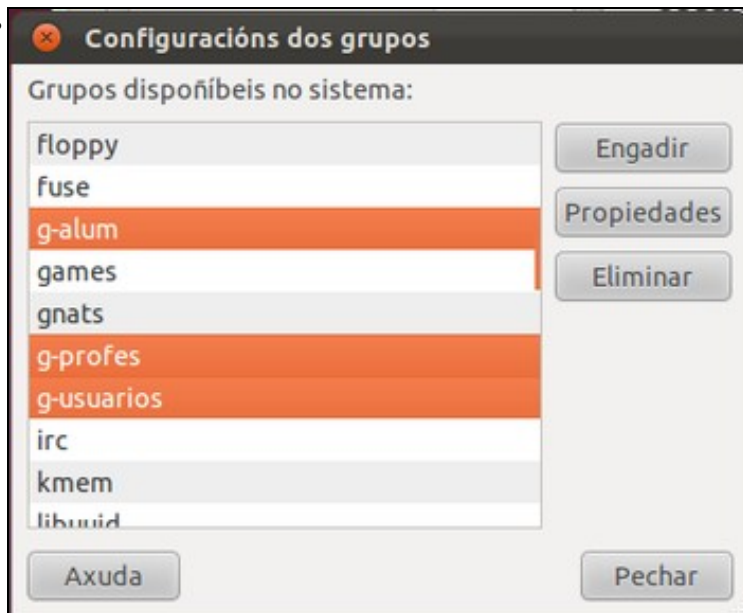 Configuracións dos grupos
Grupos dispoñíbeis no sistema:
floppy
fuse
g-alum
games
gnats
g-profes
g-usuarios
irc
kmem
libuuid
Engadir
Propiedades
Eliminar
Axuda
Pechar